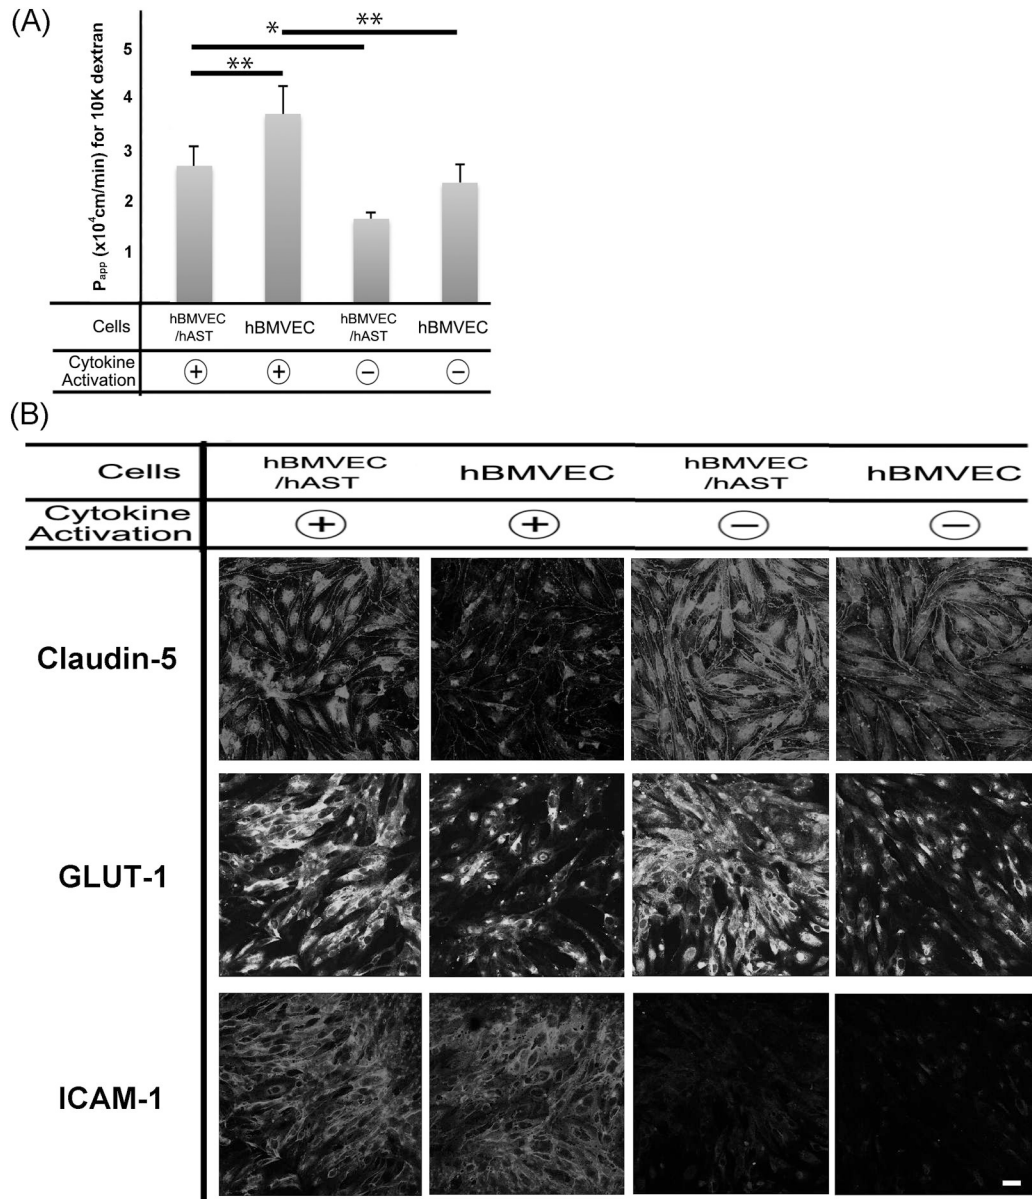 (A)
P_app (x10⁴cm/min) for 10K dextran
* **
**
5
4
3
2
1
Cells hBMVEC /hAST hBMVEC hBMVEC /hAST hBMVEC
Cytokine Activation + + − −
(B)
Cells hBMVEC /hAST hBMVEC hBMVEC /hAST hBMVEC
Cytokine Activation + + − −
Claudin-5
GLUT-1
ICAM-1